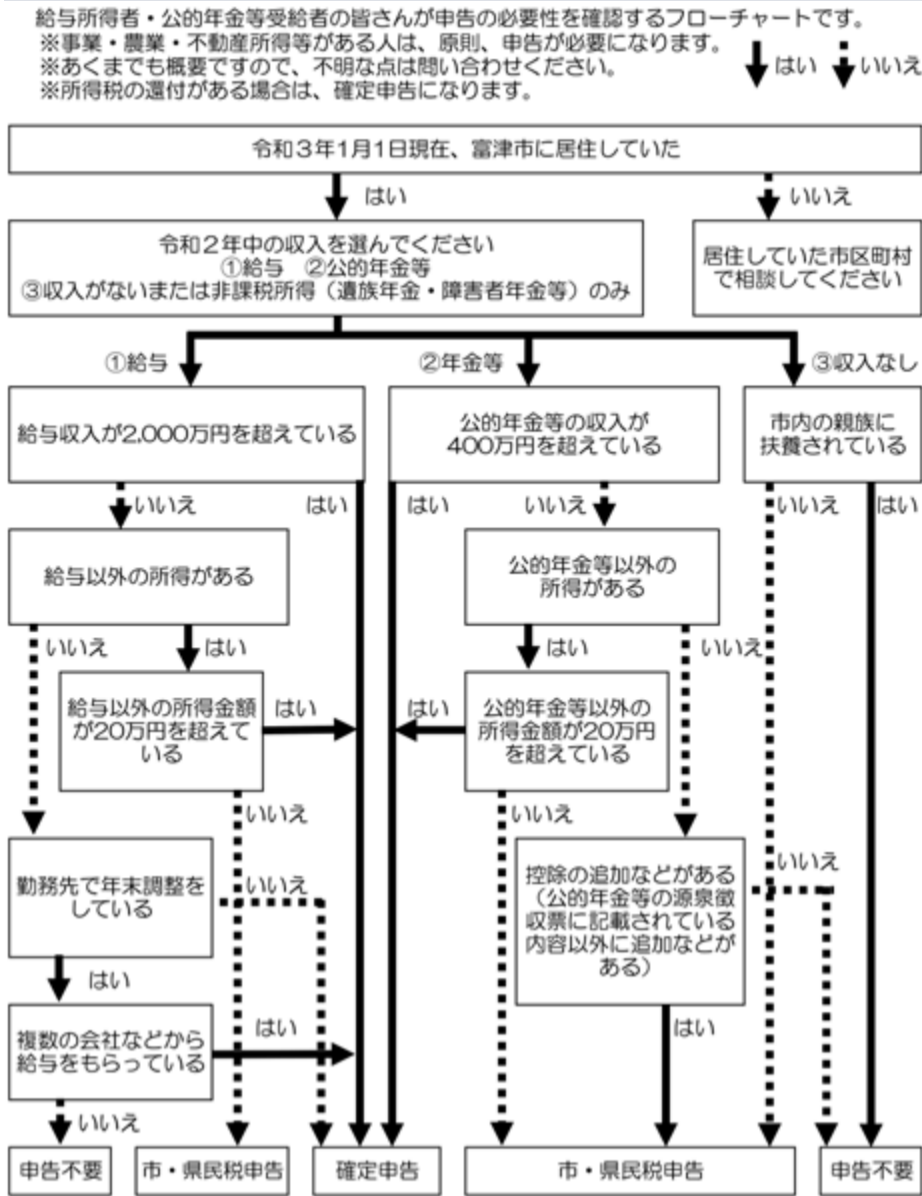 給与所得者・公的年金等受給者の皆さんが申告の必要性を確認するフローチャートです。
※事業・農業・不動産所得等がある人は、原則、申告が必要になります。
※あくまでも概要ですので、不明な点は問い合わせください。
はい
いいえ
※所得税の還付がある場合は、確定申告になります。
令和3年1月1日現在、富津市に居住していた
はい
いいえ
令和2年中の収入を選んでください
①給与 ②公的年金等
③収入がないまたは非課税所得(遺族年金・障害者年金等)のみ
居住していた市区町村
で相談してください
①給与
②年金等
③収入なし
給与収入が2,000万円を超えている
公的年金等の収入が
400万円を超えている
市内の親族に
扶養されている
いいえ
はい
はい
いいえ
いいえ
はい
給与以外の所得がある
公的年金等以外の
所得がある
いいえ
はい
はい
いいえ
給与以外の所得金額
が20万円を超えて
いる
はい
はい
公的年金等以外の
所得金額が20万円
を超えている
いいえ
いいえ
勤務先で年末調整を
している
いいえ
控除の追加などがある
(公的年金等の源泉徴
収票に記載されている
内容以外に追加などが
ある)
いいえ
はい
複数の会社などから
給与をもらっている
はい
はい
いいえ
申告不要
市・県民税申告
確定申告
市・県民税申告
申告不要